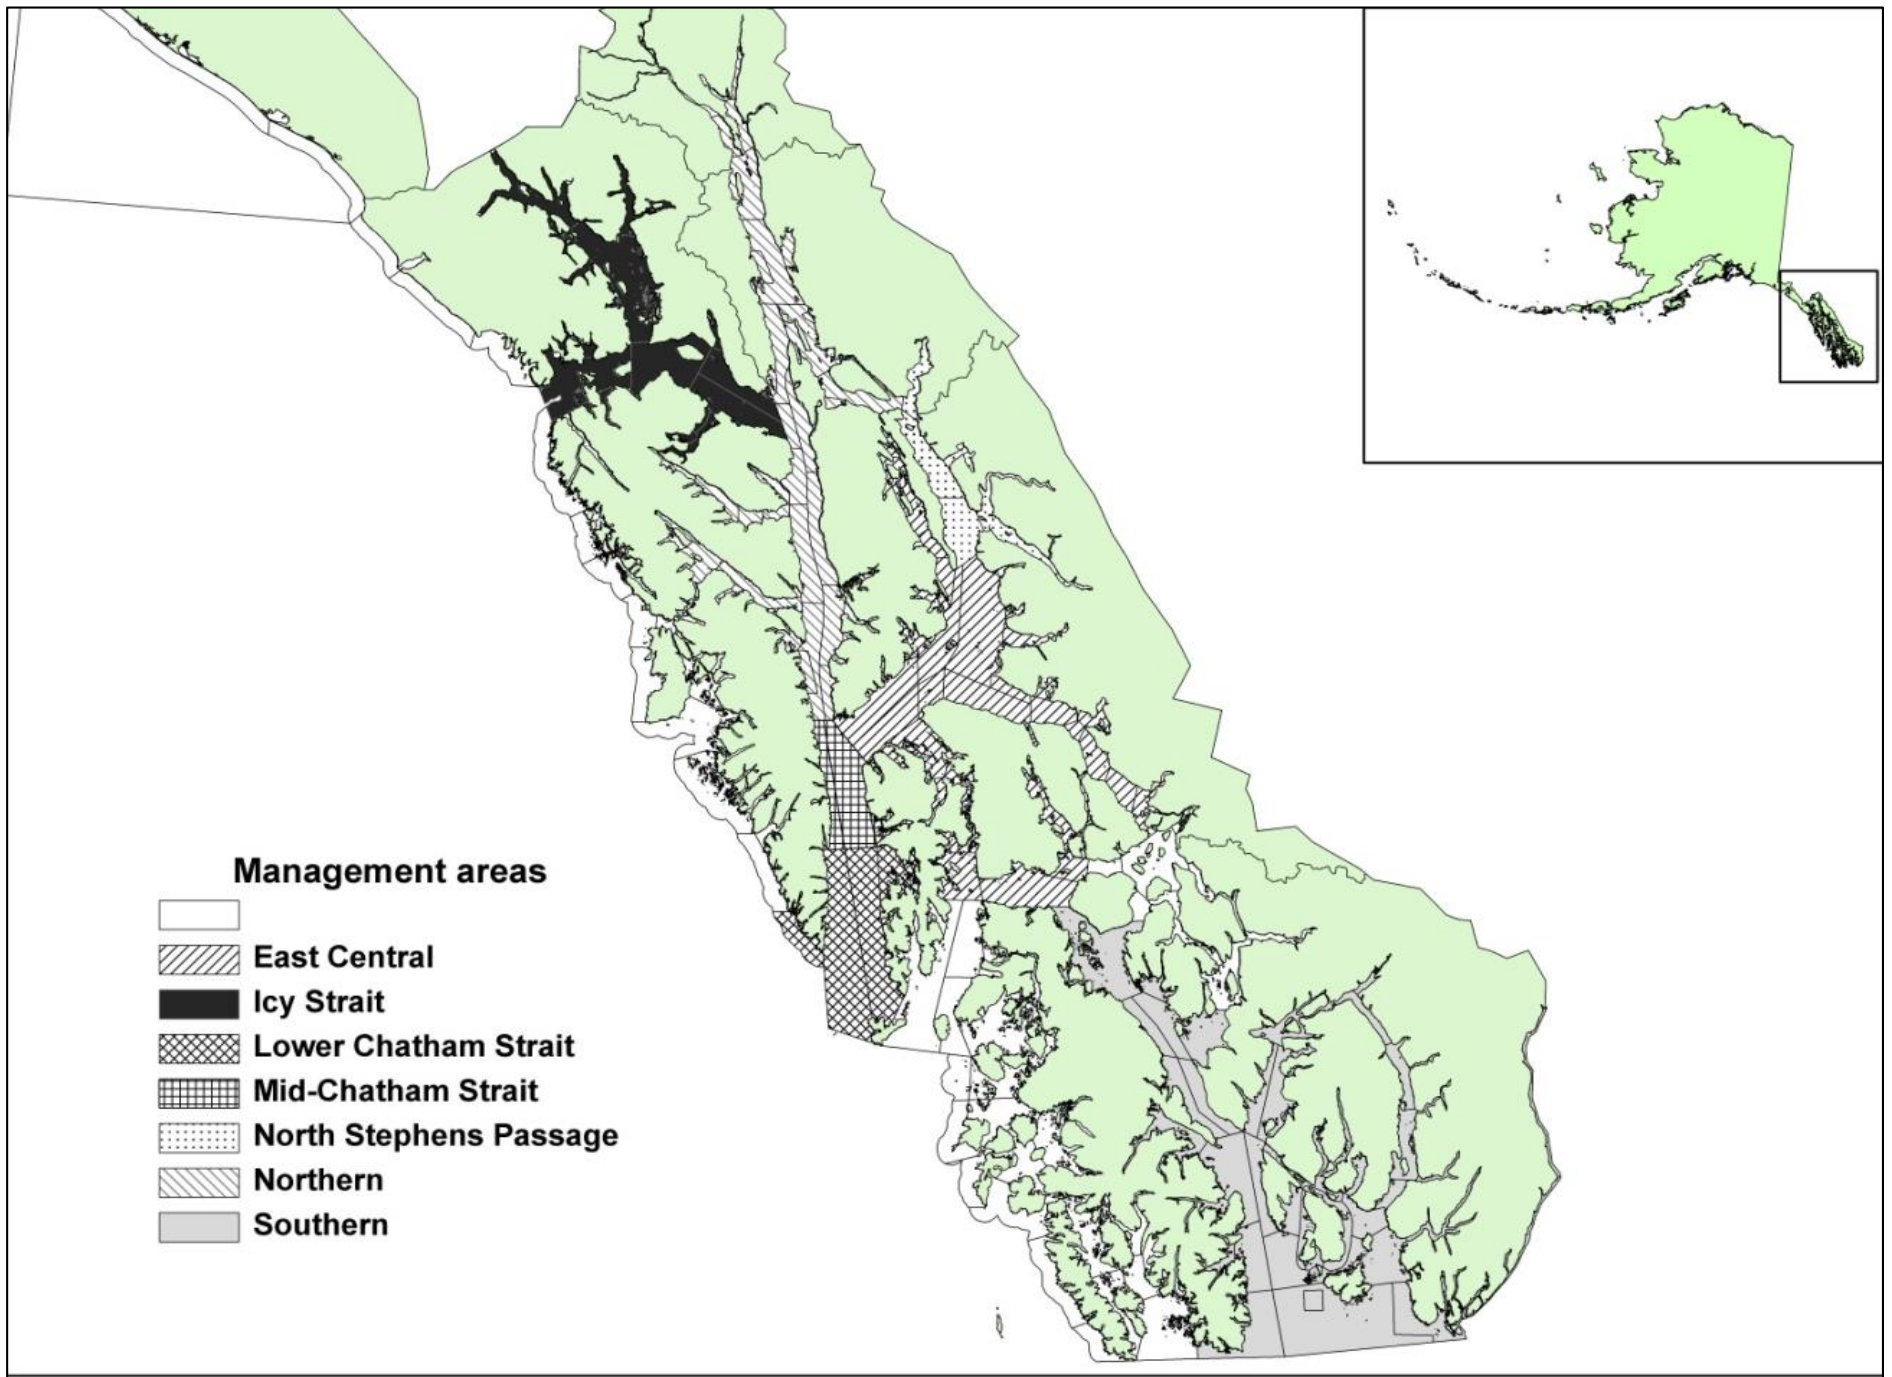 Management areas
East Central
Icy Strait
Lower Chatham Strait
Mid-Chatham Strait
North Stephens Passage
Northern
Southern